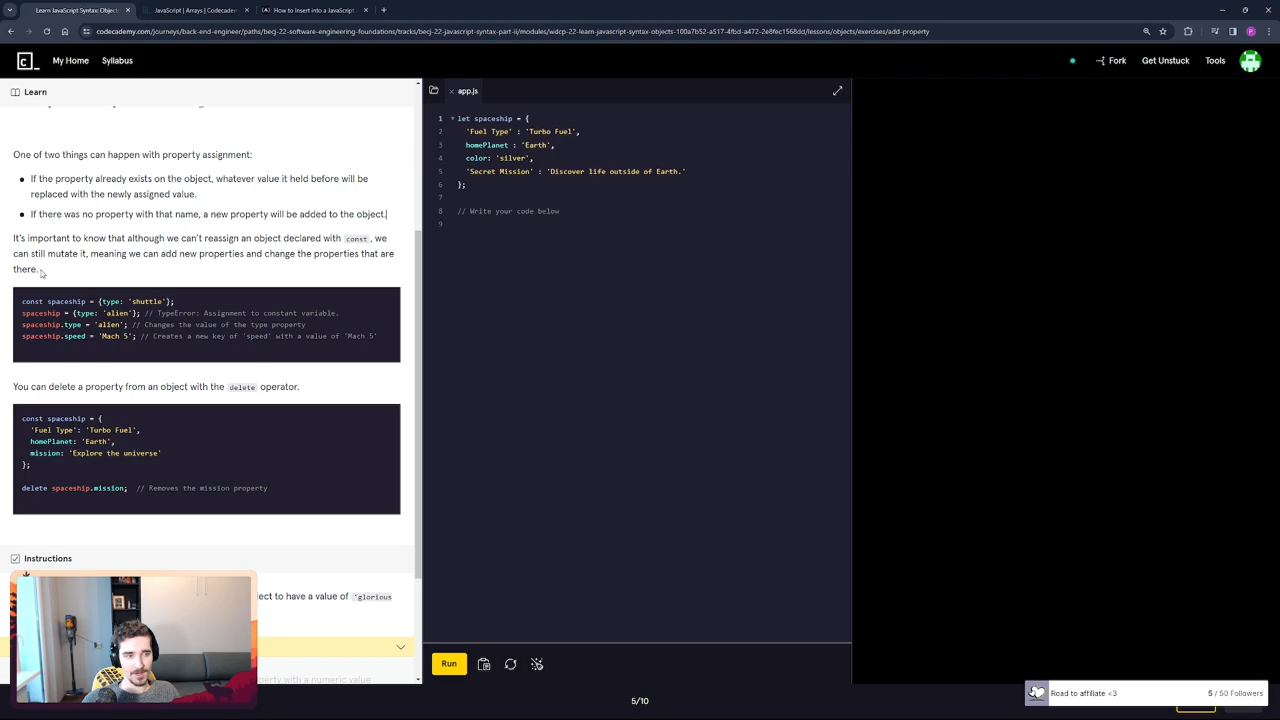 Learn JavaScript Syntax: Objects
JavaScript | Arrays | Codecadem
How to Insert into a JavaScript
codecademy.com/journeys/back-end-engineer/paths/becj-22-software-engineering-foundations/tracks/becj-22-javascript-syntax-part-ii/modules/wdcp-22-learn-javascript-syntax-objects-100a7b52-a517-4fbd-a472-2e8fec1568dd/lessons/objects/exercises/add-property
My Home
Syllabus
Fork
Get Unstuck
Tools
Learn
One of two things can happen with property assignment:
If the property already exists on the object, whatever value it held before will be
replaced with the newly assigned value.
If there was no property with that name, a new property will be added to the object.
It's important to know that although we can't reassign an object declared with const, we
can still mutate it, meaning we can add new properties and change the properties that are
there.
const spaceship = {type: 'shuttle'};
spaceship = {type: 'alien'}; // TypeError: Assignment to constant variable.
spaceship.type = 'alien'; // Changes the value of the type property
spaceship.speed = 'Mach 5'; // Creates a new key of 'speed' with a value of 'Mach 5'
You can delete a property from an object with the delete operator.
const spaceship = {
'Fuel Type': 'Turbo Fuel',
homePlanet: 'Earth',
mission: 'Explore the universe'
};
delete spaceship.mission; // Removes the mission property
Instructions
ject to have a value of 'glorious
perty with a numeric value
app.js
1 let spaceship = {
2 'Fuel Type' : 'Turbo Fuel',
3 homePlanet : 'Earth',
4 color: 'silver',
5 'Secret Mission' : 'Discover life outside of Earth.'
6 };
7
8 // Write your code below
9
Run
5/10
Road to affiliate <3
5 / 50 Followers